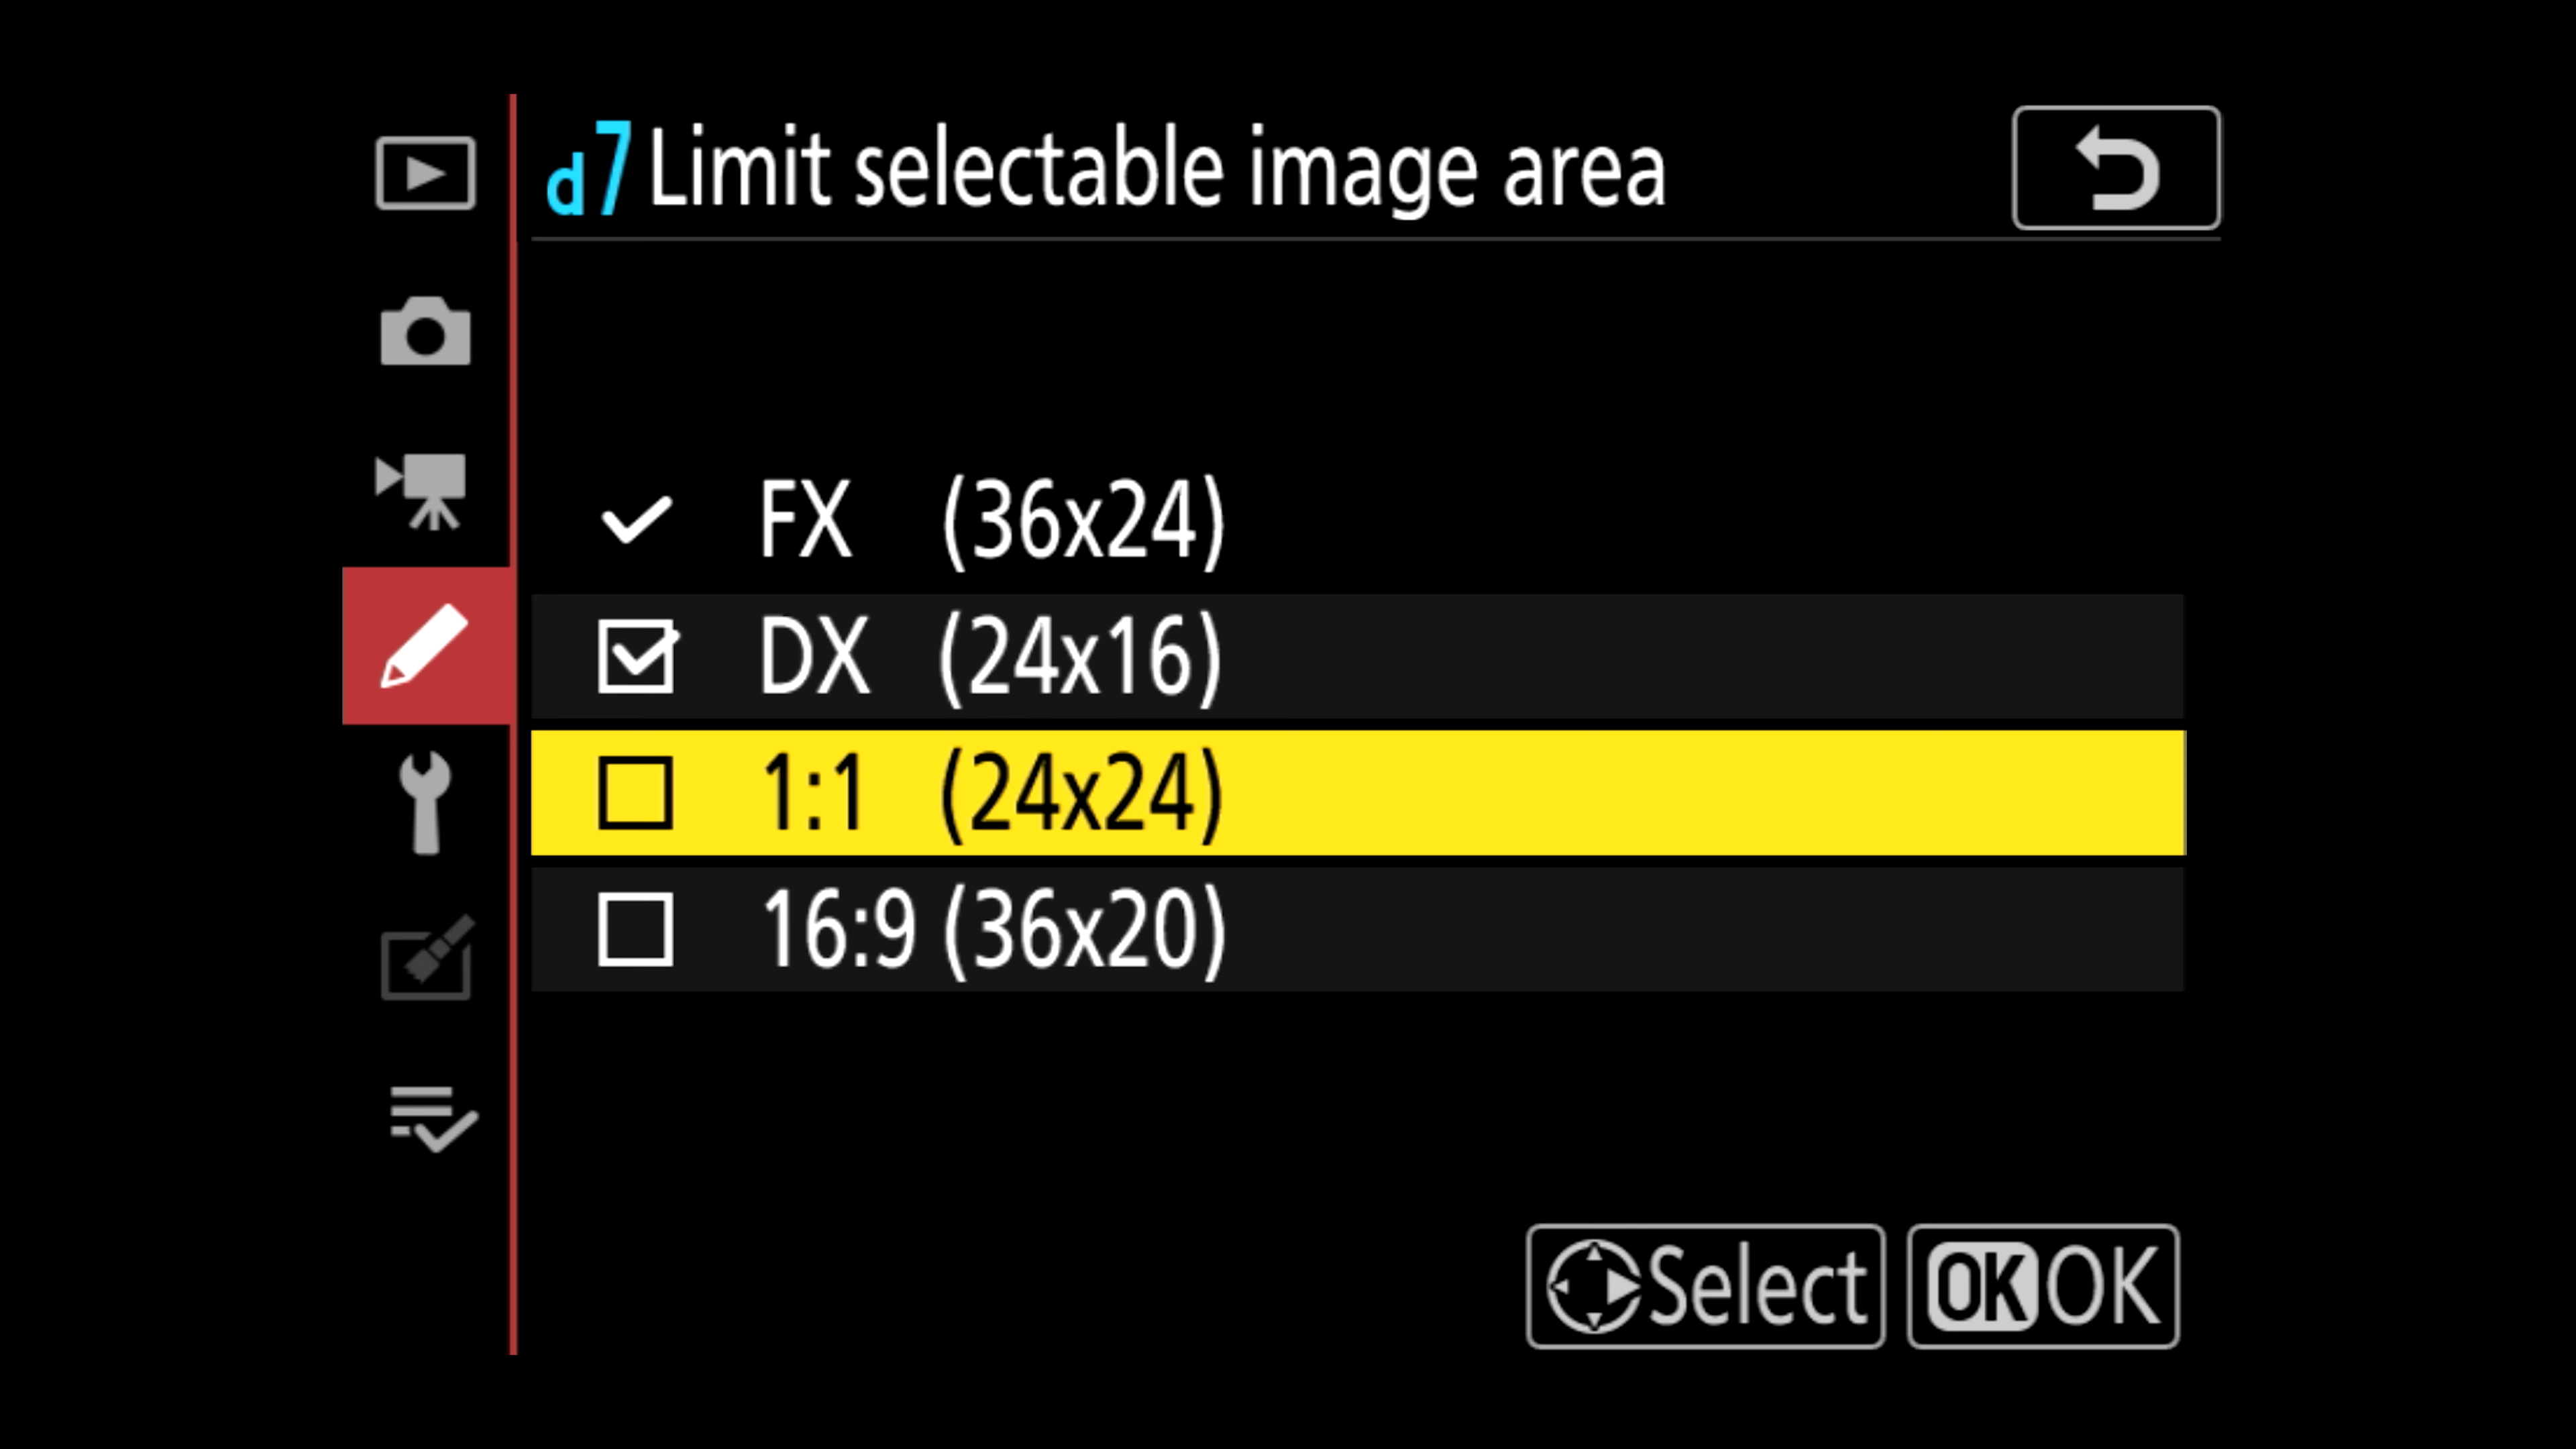 d7 Limit selectable image area
FX (36x24)
DX (24x16)
1:1 (24x24)
16:9 (36x20)
Select OK OK